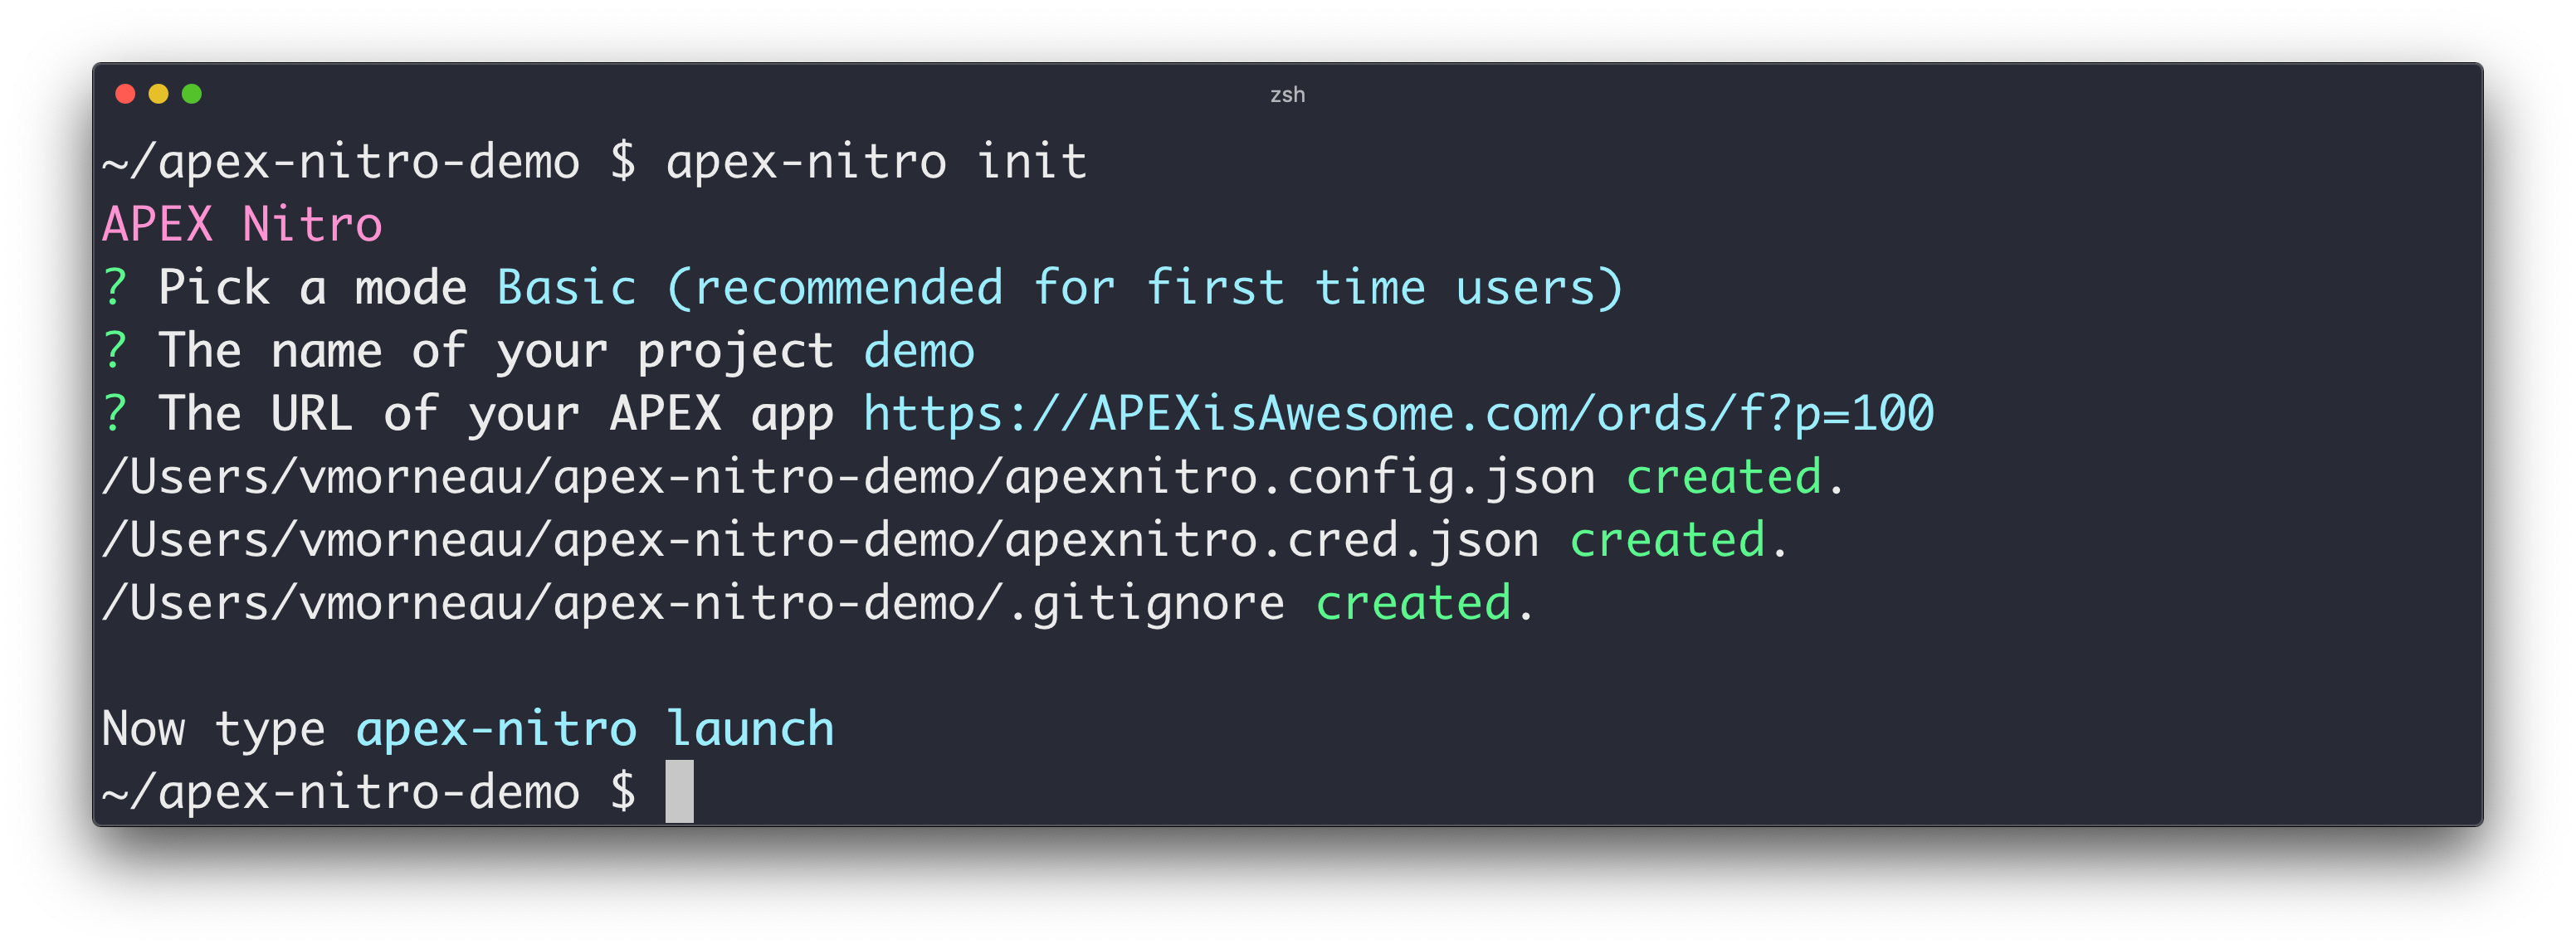 zsh
~/apex-nitro-demo $ apex-nitro init
APEX Nitro
? Pick a mode Basic (recommended for first time users)
? The name of your project demo
? The URL of your APEX app https://APEXisAwesome.com/ords/f?p=100
/Users/vmorneau/apex-nitro-demo/apexnitro.config.json created.
/Users/vmorneau/apex-nitro-demo/apexnitro.cred.json created.
/Users/vmorneau/apex-nitro-demo/.gitignore created.
Now type apex-nitro launch
~/apex-nitro-demo $